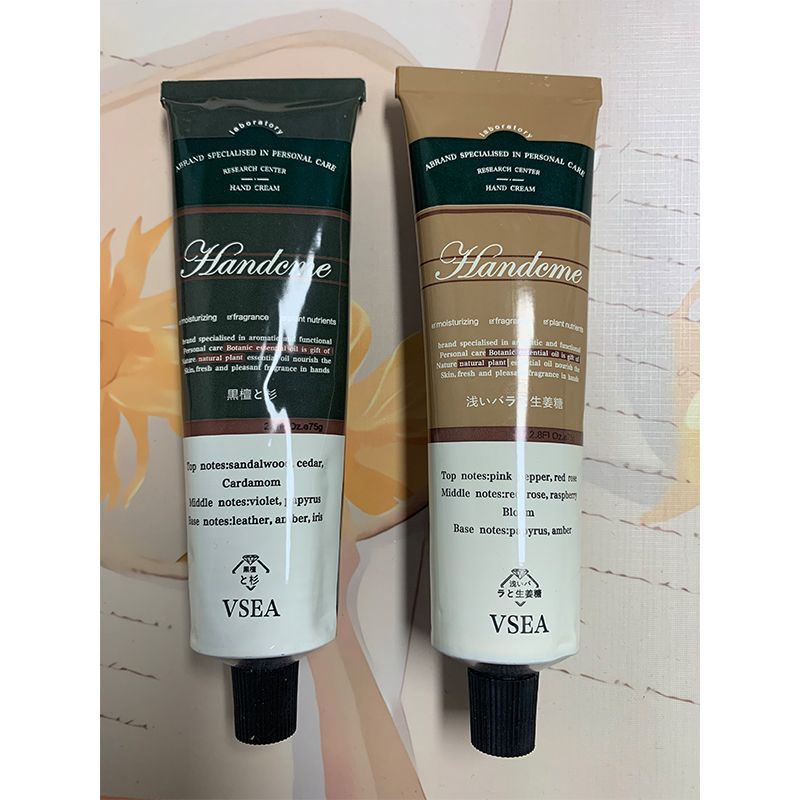 laboratory
ABRAND SPECIALISED IN PERSONAL CARE
RESEARCH CENTER
HAND CREAM
Handcme
moisturizing fragrance plant nutrients
brand specialised in aromatic and functional
Personal care Botanic essential oil is gift of
Nature natural plant essential oil nourish the
Skin, fresh and pleasant fragrance in hands
黒檀と杉
Oz.e75g
Top notes:sandalwood, cedar,
Cardamom
Middle notes:violet, papyrus
Base notes:leather, amber, iris
黒檀
と杉
VSEA
laboratory
ABRAND SPECIALISED IN PERSONAL CARE
RESEARCH CENTER
HAND CREAM
Handcme
moisturizing fragrance plant nutrients
brand specialised in aromatic and functional
Personal care Botanic essential oil is gift of
Nature natural plant essential oil nourish the
Skin, fresh and pleasant fragrance in hands
浅いバラと生姜糖
2.8Fl Oz.
Top notes:pink pepper, red rose
Middle notes:red rose, raspberry
Bloom
Base notes:papyrus, amber
浅いバ
ラと生姜糖
VSEA